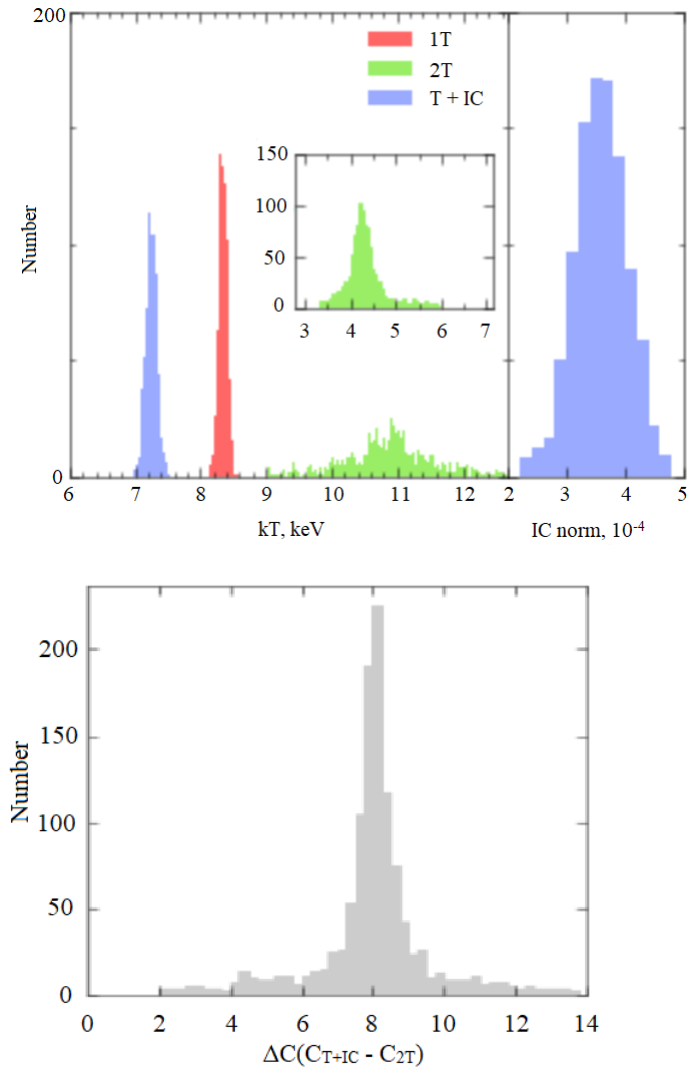 200
1T
2T
T + IC
150
100
50
0
3 4 5 6 7
Number
0
6 7 8 9 10 11 12 2 3 4 5
kT, keV IC norm, 10-4
200
150
100
50
0
Number
0 2 4 6 8 10 12 14
ΔC(CT+IC - C2T)